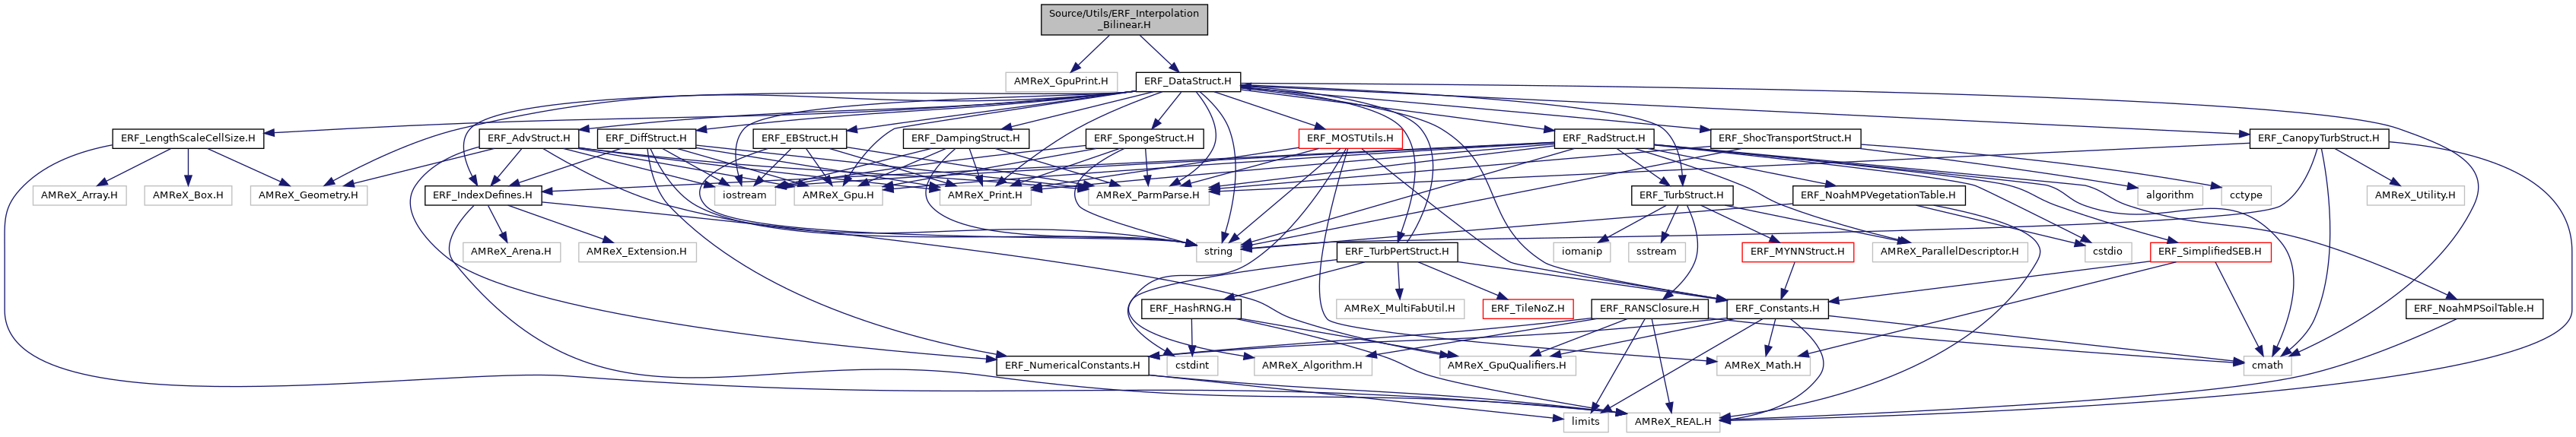 Source/Utils/ERF_Interpolation
_Bilinear.H
AMReX_GpuPrint.H
ERF_DataStruct.H
ERF_LengthScaleCellSize.H
ERF_AdvStruct.H
ERF_DiffStruct.H
ERF_EBStruct.H
ERF_DampingStruct.H
ERF_SpongeStruct.H
ERF_MOSTUtils.H
ERF_RadStruct.H
ERF_ShocTransportStruct.H
ERF_CanopyTurbStruct.H
AMReX_Array.H
AMReX_Box.H
AMReX_Geometry.H
ERF_IndexDefines.H
iostream
AMReX_Gpu.H
AMReX_Print.H
AMReX_ParmParse.H
ERF_TurbStruct.H
ERF_NoahMPVegetationTable.H
algorithm
cctype
AMReX_Utility.H
AMReX_Arena.H
AMReX_Extension.H
string
ERF_TurbPertStruct.H
iomanip
sstream
ERF_MYNNStruct.H
AMReX_ParallelDescriptor.H
cstdio
ERF_SimplifiedSEB.H
ERF_HashRNG.H
AMReX_MultiFabUtil.H
ERF_TileNoZ.H
ERF_RANSClosure.H
ERF_Constants.H
ERF_NoahMPSoilTable.H
ERF_NumericalConstants.H
cstdint
AMReX_Algorithm.H
AMReX_GpuQualifiers.H
AMReX_Math.H
cmath
limits
AMReX_REAL.H